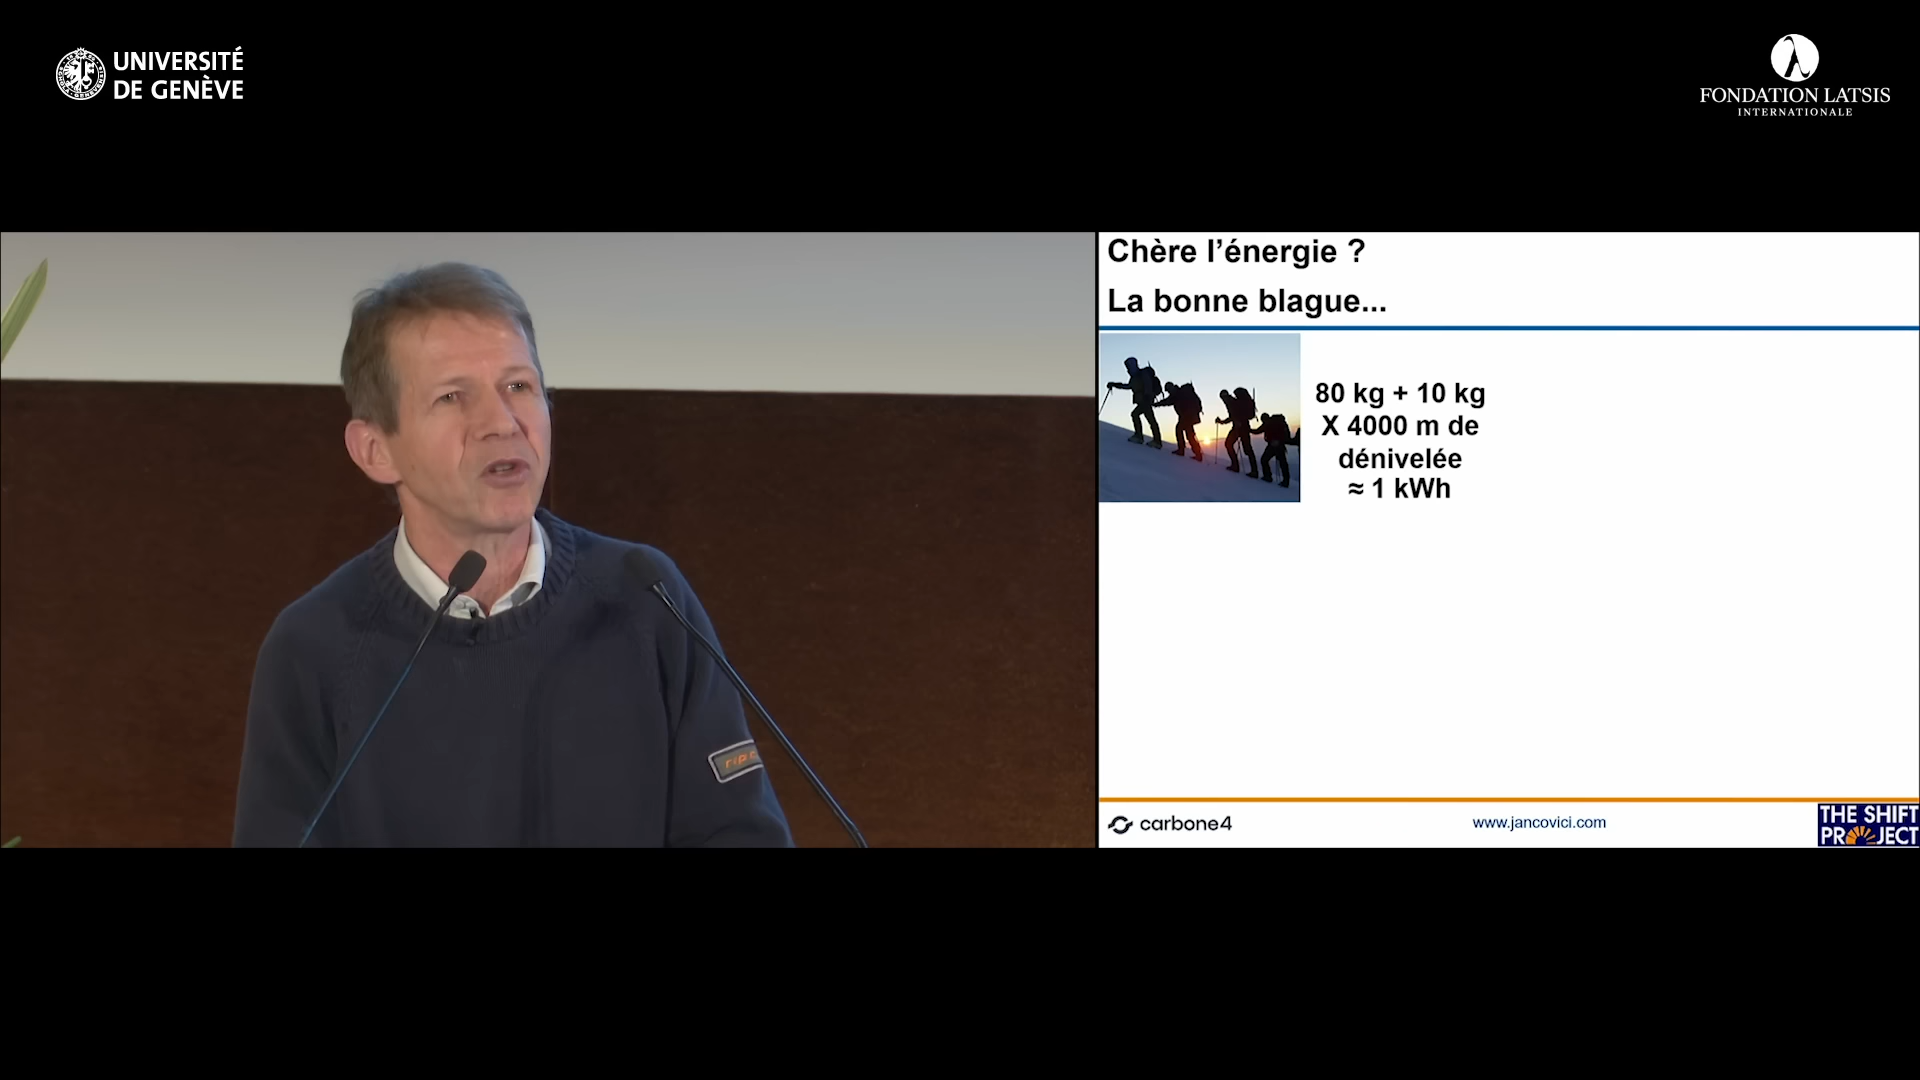 UNIVERSITÉ
DE GENÈVE
FONDATION LATSIS
INTERNATIONALE
Chère l’énergie ?
La bonne blague...
80 kg + 10 kg
X 4000 m de
dénivelée
≈ 1 kWh
carbone4
www.jancovici.com
THE SHIFT
PROJECT